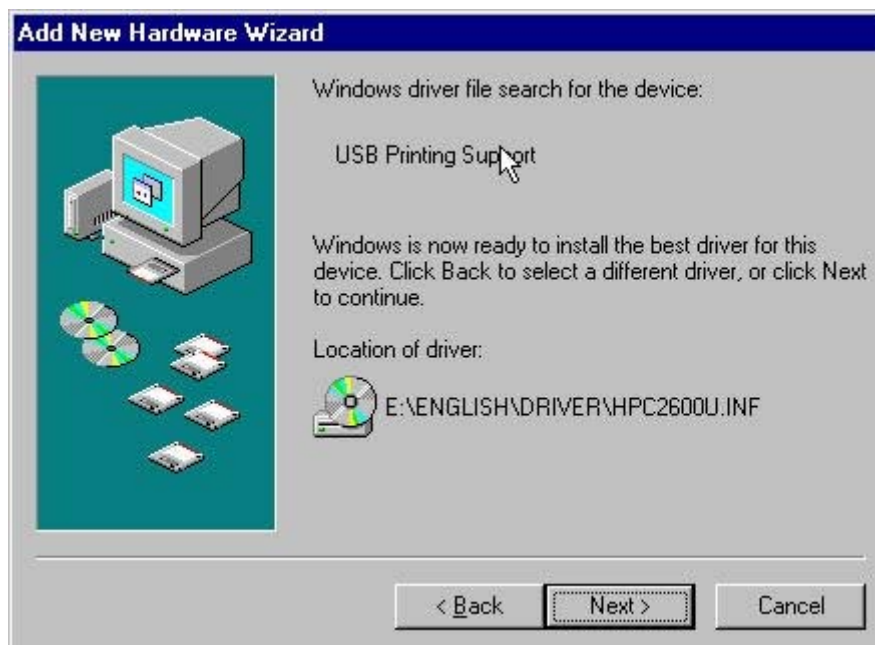 Add New Hardware Wizard
Windows driver file search for the device:
USB Printing Support
Windows is now ready to install the best driver for this
device. Click Back to select a different driver, or click Next
to continue.
Location of driver:
E:\ENGLISH\DRIVER\HPC2600U.INF
< Back
Next >
Cancel